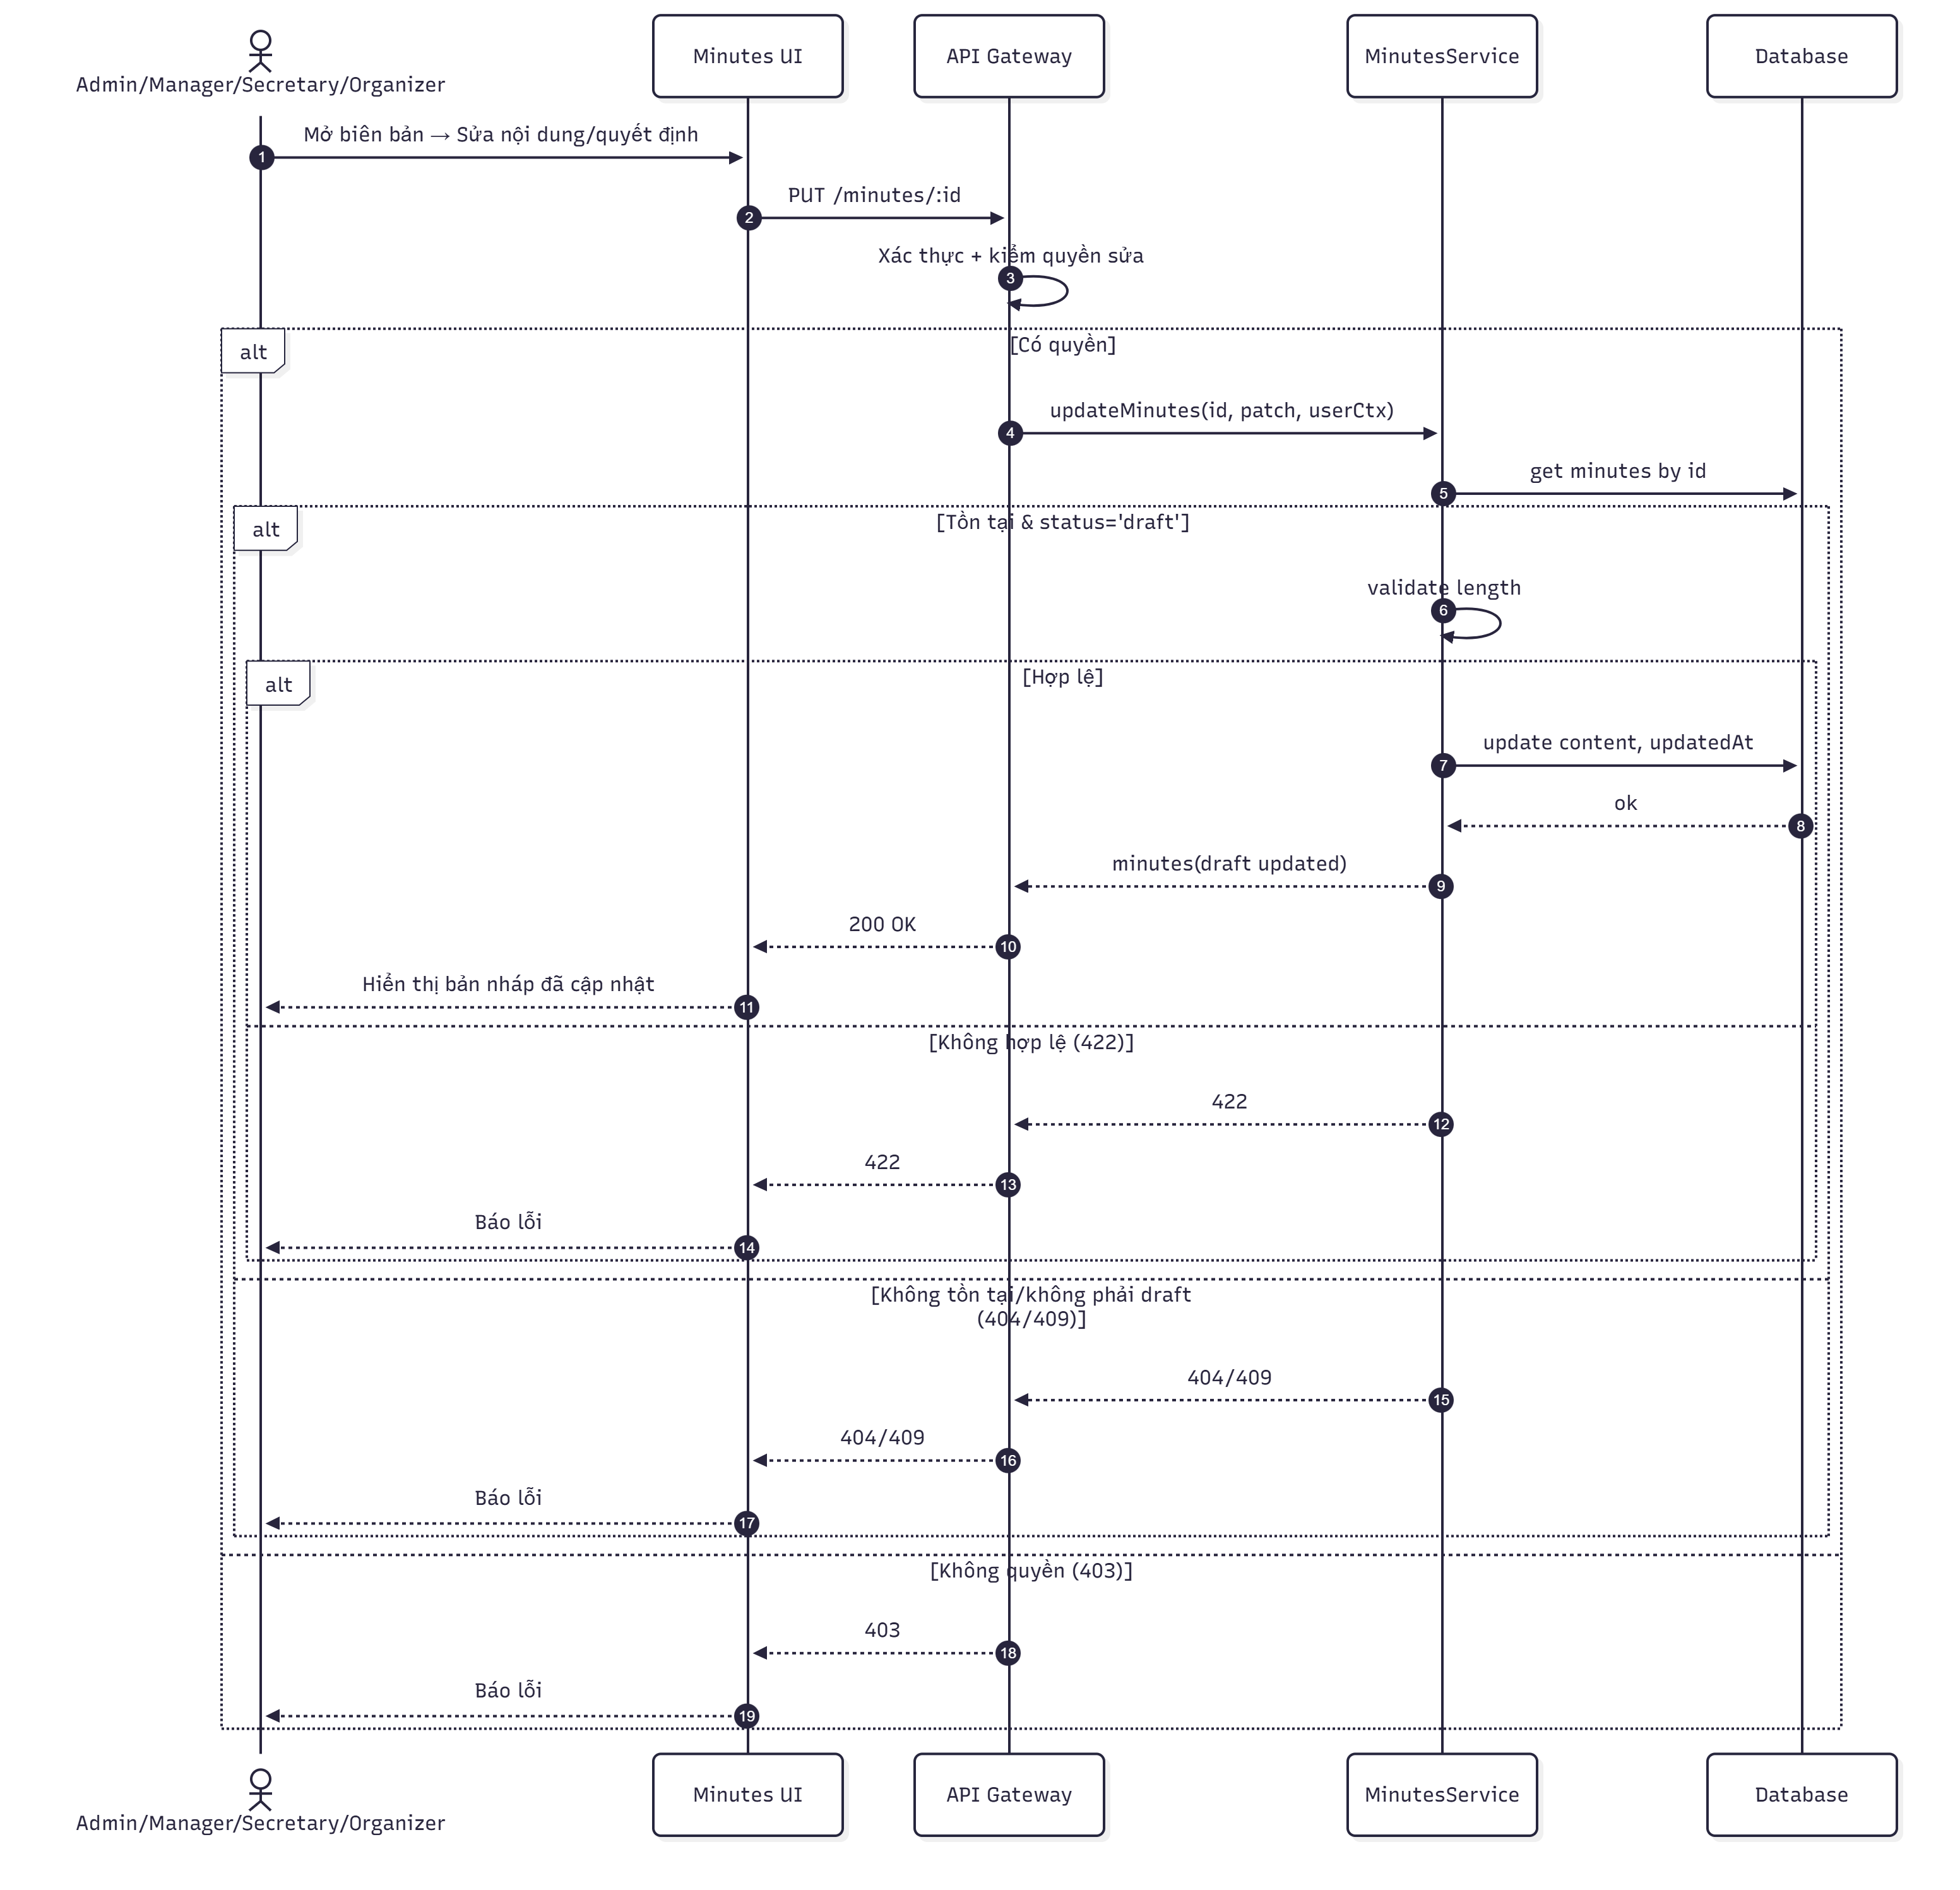 Admin/Manager/Secretary/Organizer
Minutes UI
API Gateway
MinutesService
Database
Mở biên bản → Sửa nội dung/quyết định
1
PUT /minutes/:id
2
Xác thực + kiểm quyền sửa
3
alt
[Có quyền]
updateMinutes(id, patch, userCtx)
4
get minutes by id
5
alt
[Tồn tại & status='draft']
validate length
6
alt
[Hợp lệ]
update content, updatedAt
7
ok
8
minutes(draft updated)
9
200 OK
10
Hiển thị bản nháp đã cập nhật
11
[Không hợp lệ (422)]
422
12
422
13
Báo lỗi
14
[Không tồn tại/không phải draft
(404/409)]
404/409
15
404/409
16
Báo lỗi
17
[Không quyền (403)]
403
18
Báo lỗi
19
Admin/Manager/Secretary/Organizer
Minutes UI
API Gateway
MinutesService
Database